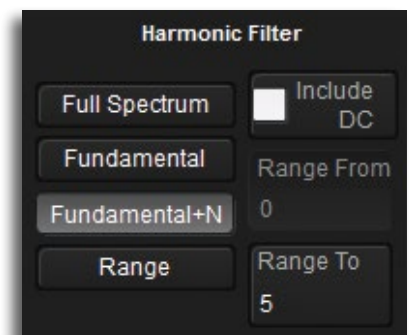 Harmonic Filter
Full Spectrum
Include
DC
Fundamental
Range From
0
Fundamental+N
Range
Range To
5